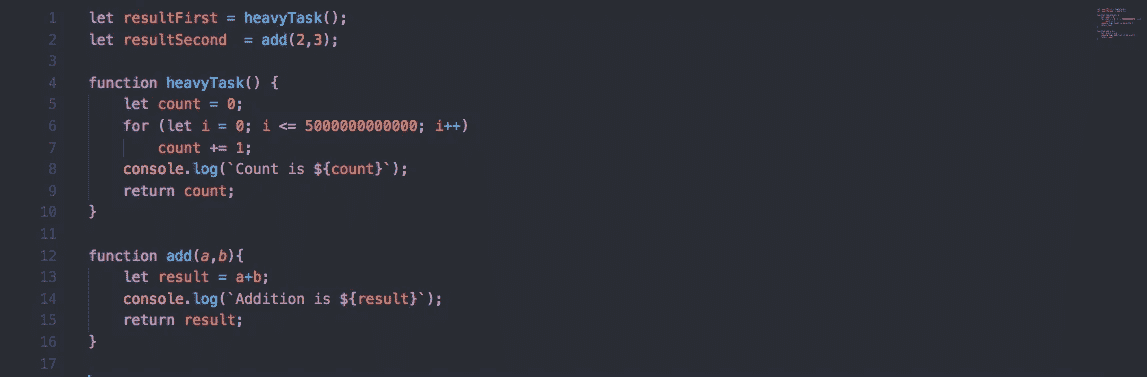 1 let resultFirst = heavyTask();
2 let resultSecond  = add(2,3);
3
4 function heavyTask() {
5     let count = 0;
6     for (let i = 0; i <= 5000000000000; i++)
7         count += 1;
8     console.log(`Count is ${count}`);
9     return count;
10 }
11
12 function add(a,b){
13     let result = a+b;
14     console.log(`Addition is ${result}`);
15     return result;
16 }
17